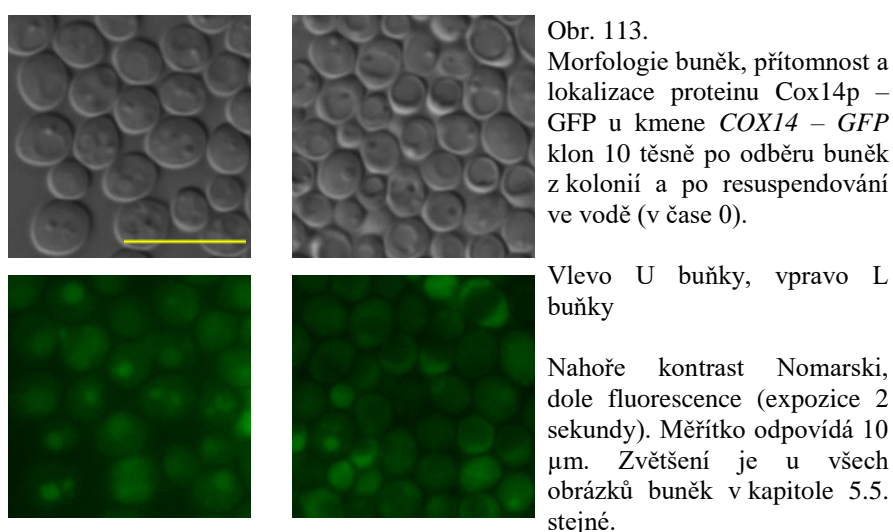 Obr. 113.
Morfologie buněk, přítomnost a
lokalizace proteinu Cox14p –
GFP u kmene COX14 – GFP
klon 10 těsně po odběru buněk
z kolonií a po resuspendování
ve vodě (v čase 0).
Vlevo U buňky, vpravo L
buňky
Nahoře kontrast Nomarski,
dole fluorescence (expozice 2
sekundy). Měřítko odpovídá 10
µm. Zvětšení je u všech
obrázků buněk v kapitole 5.5.
stejné.